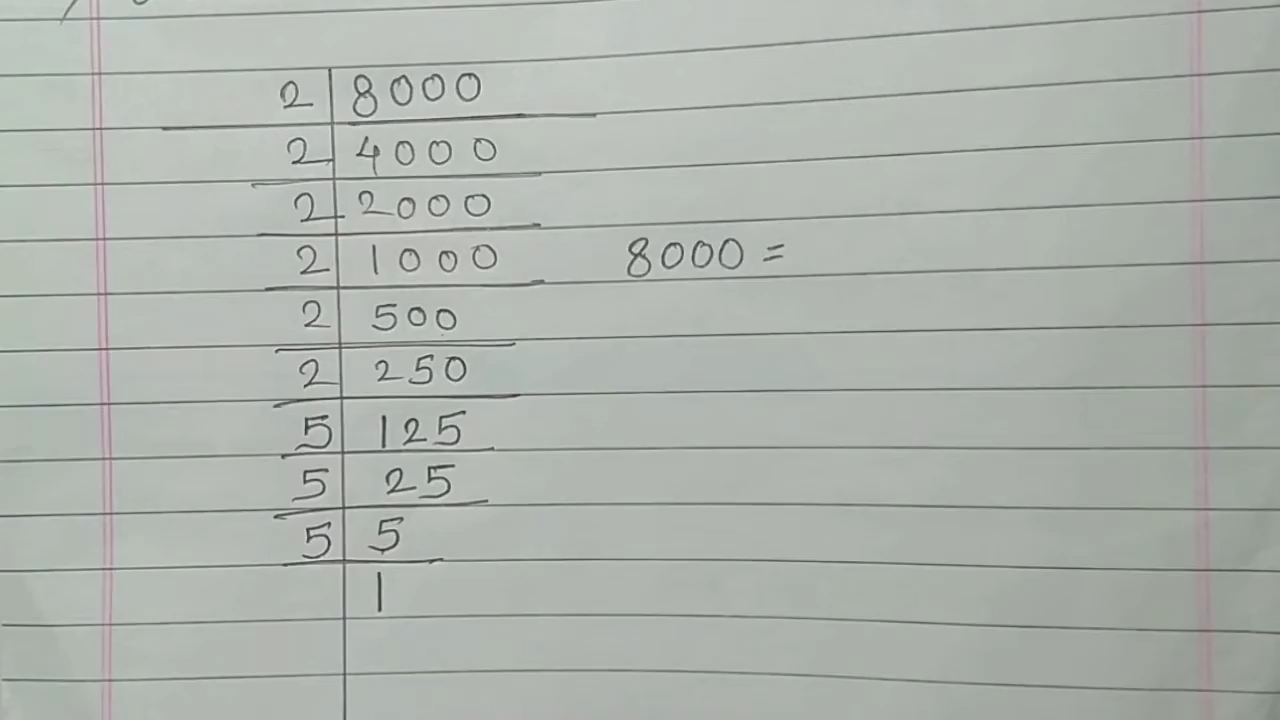 2 | 8000
2 | 4000
2 | 2000
2 | 1000 8000 =
2 | 500
2 | 250
5 | 125
5 | 25
5 | 5
| 1